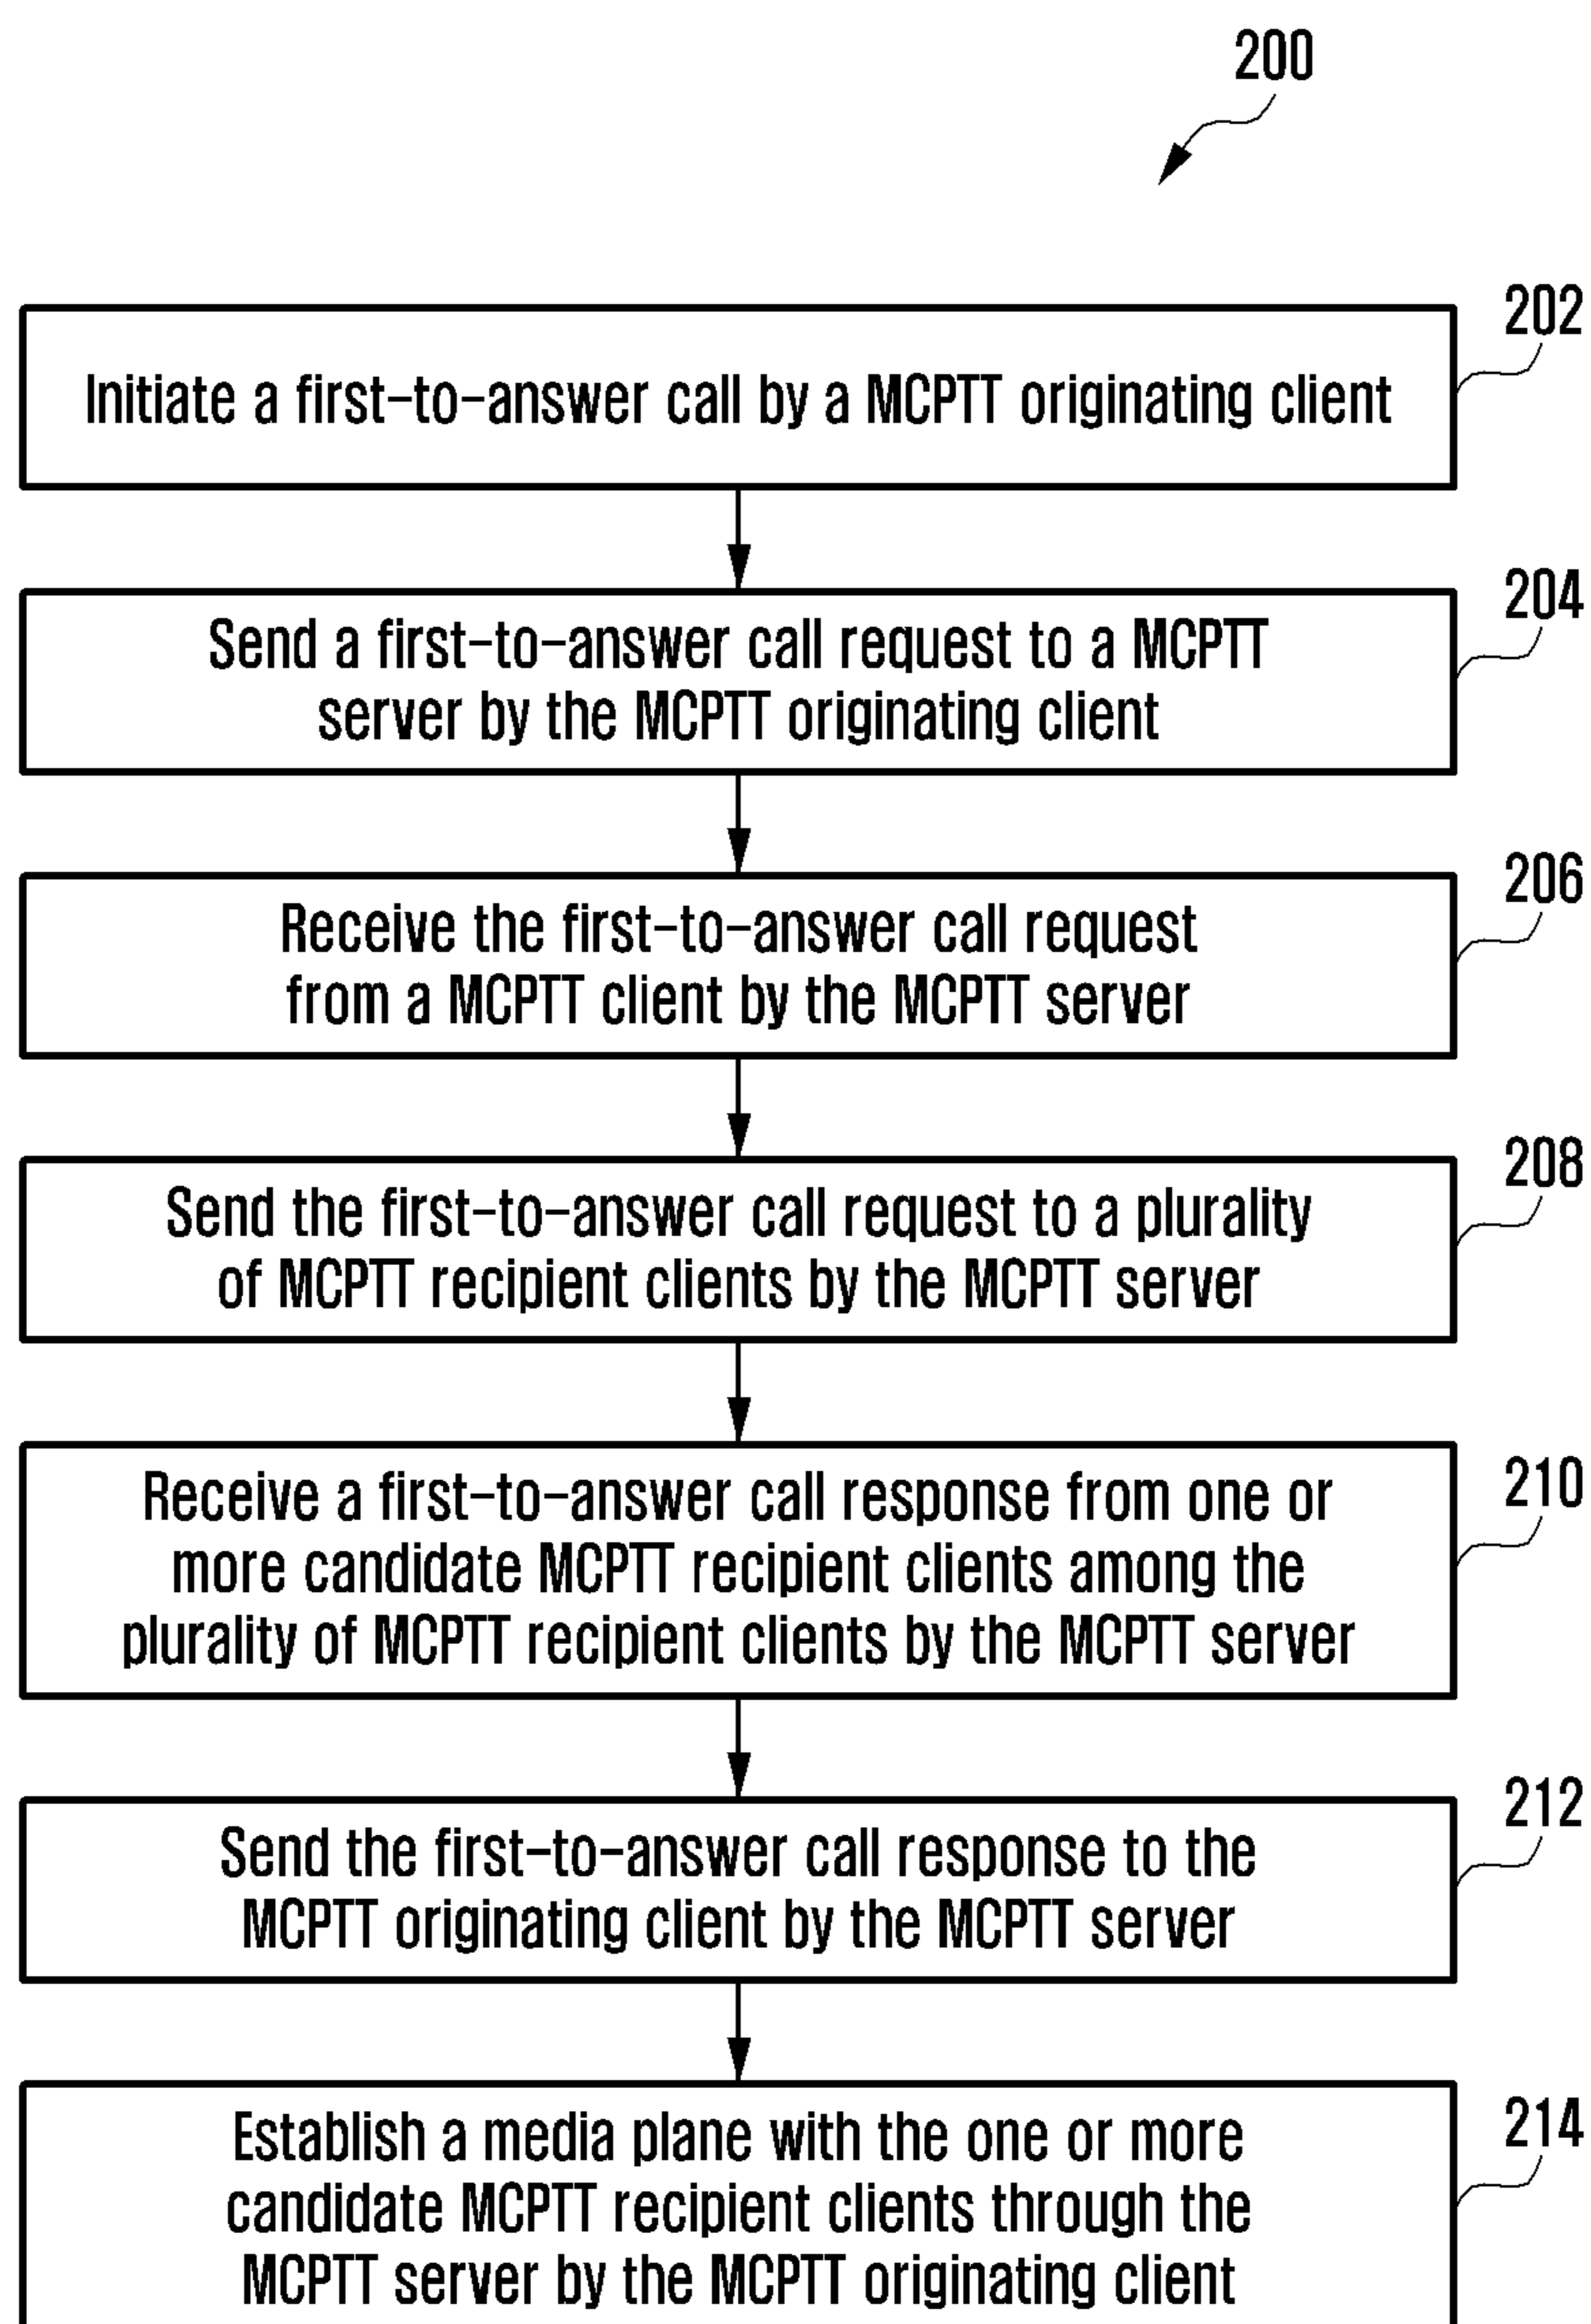 200
202
Initiate a first-to-answer call by a MCPTT originating client
204
Send a first-to-answer call request to a MCPTT
server by the MCPTT originating client
206
Receive the first-to-answer call request
from a MCPTT client by the MCPTT server
208
Send the first-to-answer call request to a plurality
of MCPTT recipient clients by the MCPTT server
210
Receive a first-to-answer call response from one or
more candidate MCPTT recipient clients among the
plurality of MCPTT recipient clients by the MCPTT server
212
Send the first-to-answer call response to the
MCPTT originating client by the MCPTT server
214
Establish a media plane with the one or more
candidate MCPTT recipient clients through the
MCPTT server by the MCPTT originating client